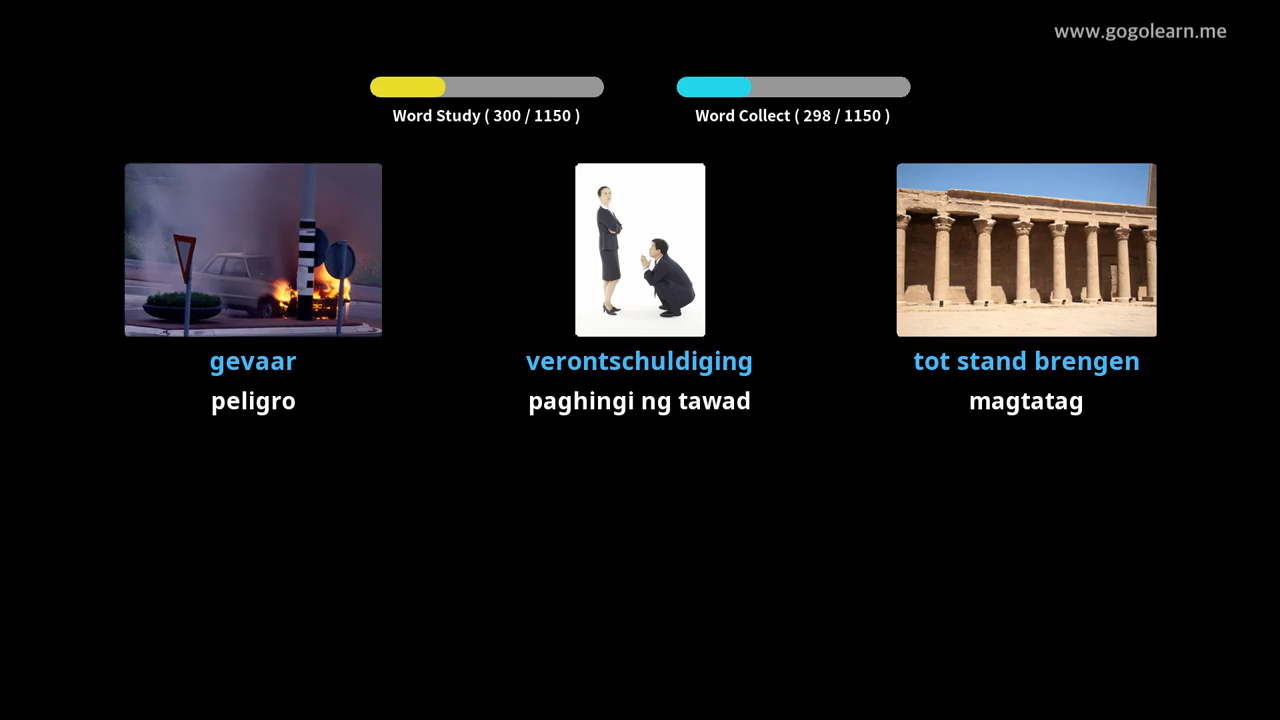 www.gogolearn.me
Word Study ( 300 / 1150 )
Word Collect ( 298 / 1150 )
gevaar
verontschuldiging
tot stand brengen
peligro
paghingi ng tawad
magtatag